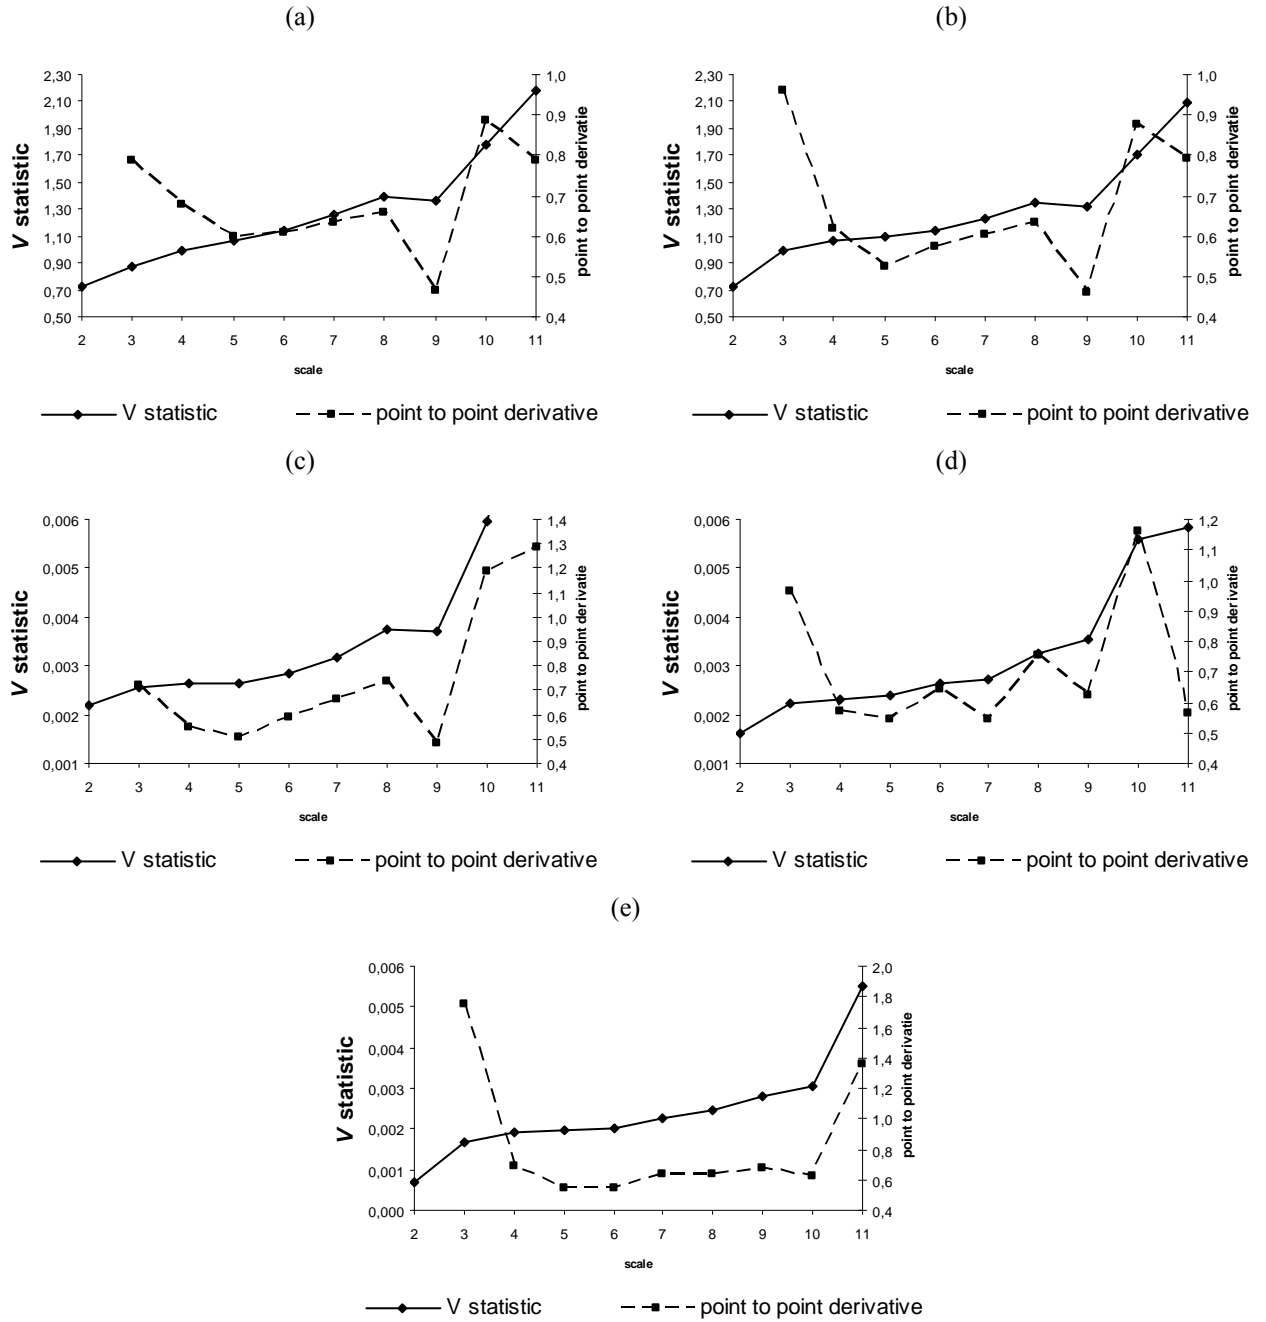 (a)
2,30
2,10
1,90
1,70
1,50
1,30
1,10
0,90
0,70
0,50
V statistic
1,0
0,9
0,8
0,7
0,6
0,5
0,4
point to point derivatie
2 3 4 5 6 7 8 9 10 11
scale
V statistic point to point derivative
(b)
2,30
2,10
1,90
1,70
1,50
1,30
1,10
0,90
0,70
0,50
V statistic
1,0
0,9
0,8
0,7
0,6
0,5
0,4
point to point derivatie
2 3 4 5 6 7 8 9 10 11
scale
V statistic point to point derivative
(c)
0,006
0,005
0,004
0,003
0,002
0,001
V statistic
1,4
1,3
1,2
1,1
1,0
0,9
0,8
0,7
0,6
0,5
0,4
point to point derivatie
2 3 4 5 6 7 8 9 10 11
scale
V statistic point to point derivative
(d)
0,006
0,005
0,004
0,003
0,002
0,001
V statistic
1,2
1,1
1,0
0,9
0,8
0,7
0,6
0,5
0,4
point to point derivatie
2 3 4 5 6 7 8 9 10 11
scale
V statistic point to point derivative
(e)
0,006
0,005
0,004
0,003
0,002
0,001
0,000
V statistic
2,0
1,8
1,6
1,4
1,2
1,0
0,8
0,6
0,4
point to point derivatie
2 3 4 5 6 7 8 9 10 11
scale
V statistic point to point derivative